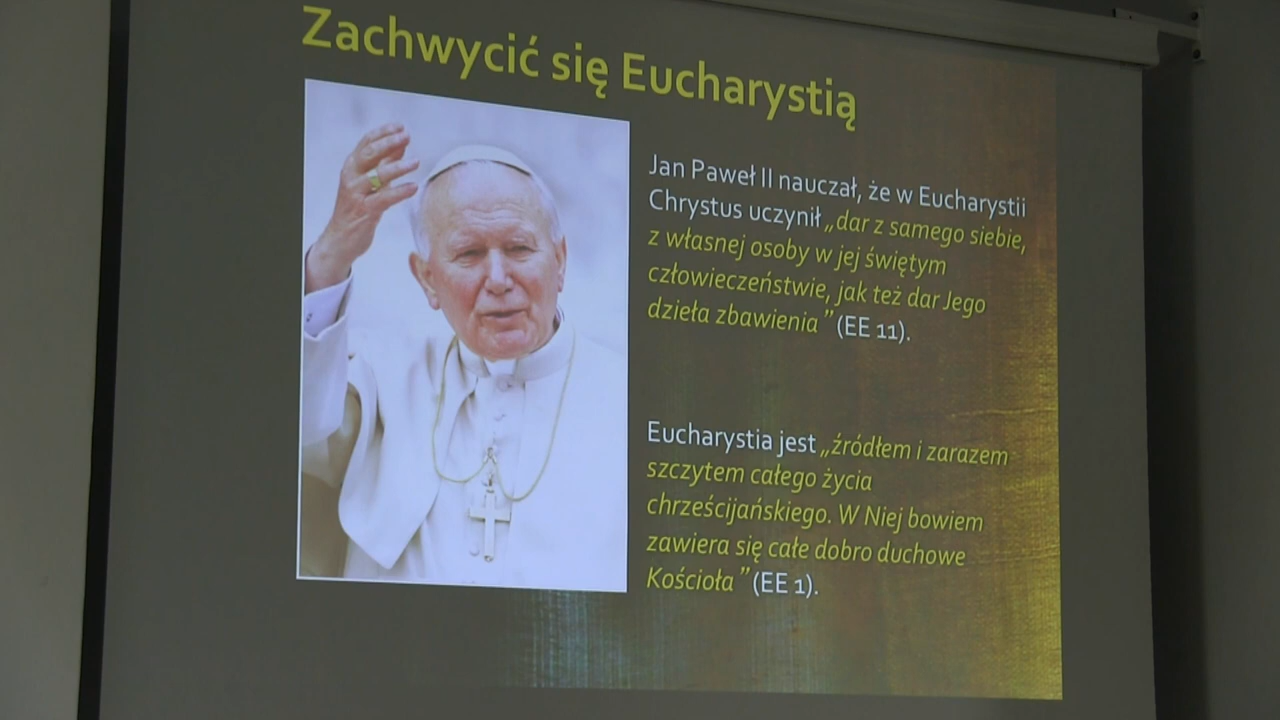 Zachwycić się Eucharystią
Jan Paweł II nauczał, że w Eucharystii
Chrystus uczynił „dar z samego siebie,
z własnej osoby w jej świętym
człowieczeństwie, jak też dar Jego
dzieła zbawienia” (EE 11).
Eucharystia jest „źródłem i zarazem
szczytem całego życia
chrześcijańskiego. W Niej bowiem
zawiera się całe dobro duchowe
Kościoła” (EE 1).